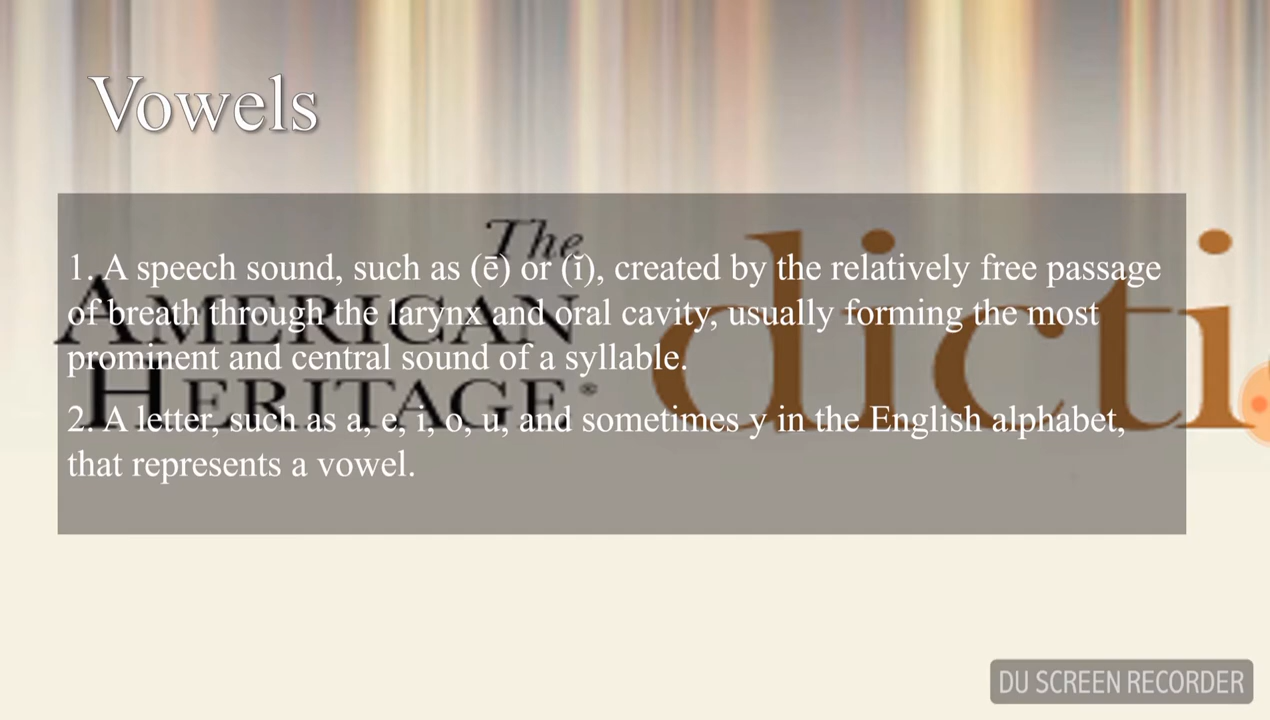 Vowels
The
AMERICAN
HERITAGE®
dicti
1. A speech sound, such as (ē) or (ĭ), created by the relatively free passage
of breath through the larynx and oral cavity, usually forming the most
prominent and central sound of a syllable.
2. A letter, such as a, e, i, o, u, and sometimes y in the English alphabet,
that represents a vowel.
DU SCREEN RECORDER